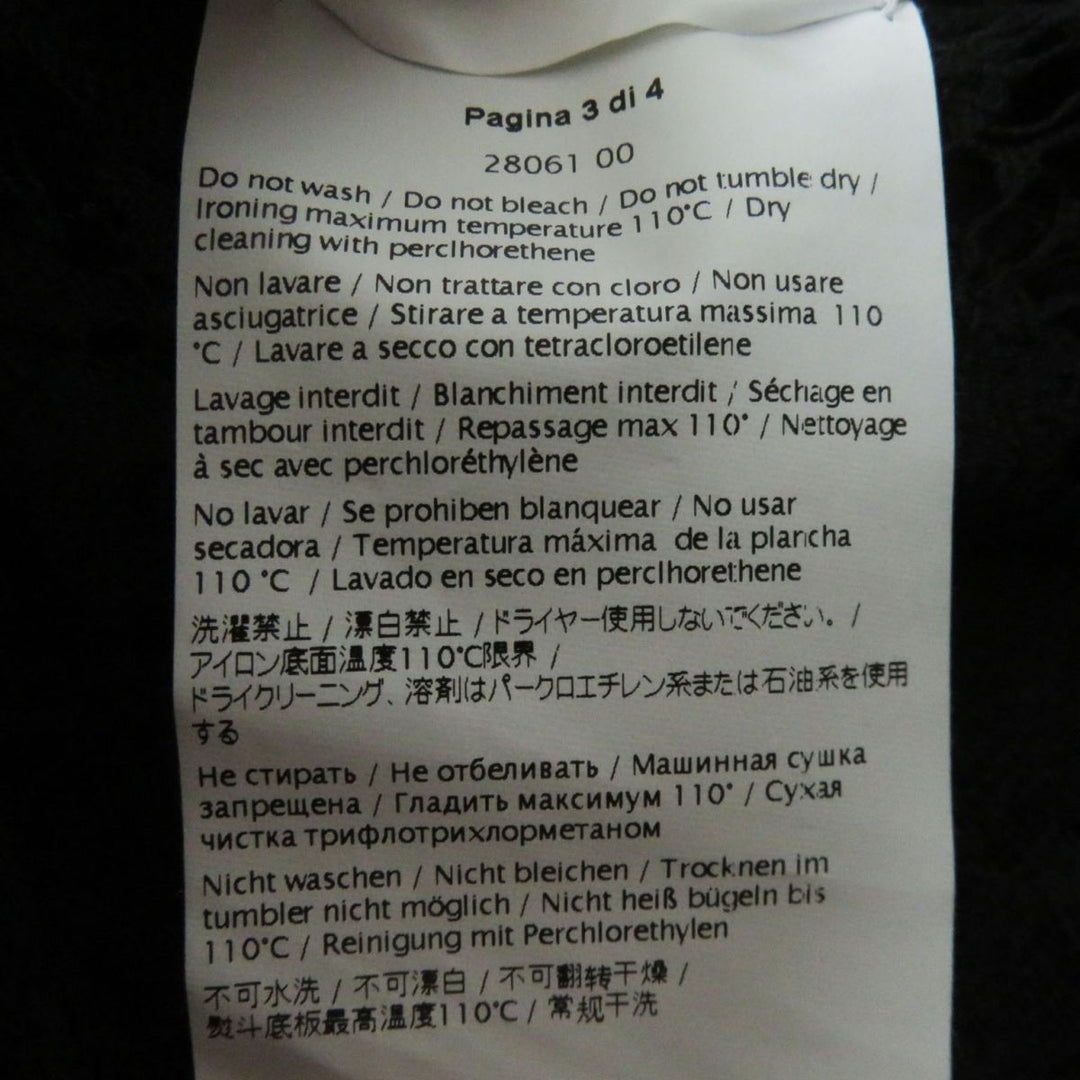 Pagina 3 di 4
28061 00
Do not wash / Do not bleach / Do not tumble dry /
Ironing maximum temperature 110°C / Dry
cleaning with perclhorethene
Non lavare / Non trattare con cloro / Non usare
asciugatrice / Stirare a temperatura massima 110
°C / Lavare a secco con tetracloroetilene
Lavage interdit / Blanchiment interdit / Séchage en
tambour interdit / Repassage max 110° / Nettoyage
à sec avec perchloréthylène
No lavar / Se prohiben blanquear / No usar
secadora / Temperatura máxima de la plancha
110 °C / Lavado en seco en perclhorethene
洗濯禁止 / 漂白禁止 / ドライヤー使用しないでください。 /
アイロン底面温度110°C限界 /
ドライクリーニング、溶剤はパークロエチレン系または石油系を使用
する
Не стирать / Не отбеливать / Машинная сушка
запрещена / Гладить максимум 110° / Сухая
чистка трифлотрихлорметаном
Nicht waschen / Nicht bleichen / Trocknen im
tumbler nicht möglich / Nicht heiß bügeln bis
110°C / Reinigung mit Perchlorethylen
不可水洗 / 不可漂白 / 不可翻转干燥 /
熨斗底板最高温度110°C / 常规干洗